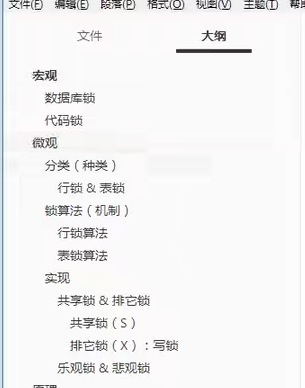 文件(F) 编辑(E) 段落(P) 格式(O) 视图(V) 主题(T)
文件 大纲
宏观
数据库锁
代码锁
微观
分类（种类）
行锁 & 表锁
锁算法（机制）
行锁算法
表锁算法
实现
共享锁 & 排它锁
共享锁（S）
排它锁（X）：写锁
乐观锁 & 悲观锁